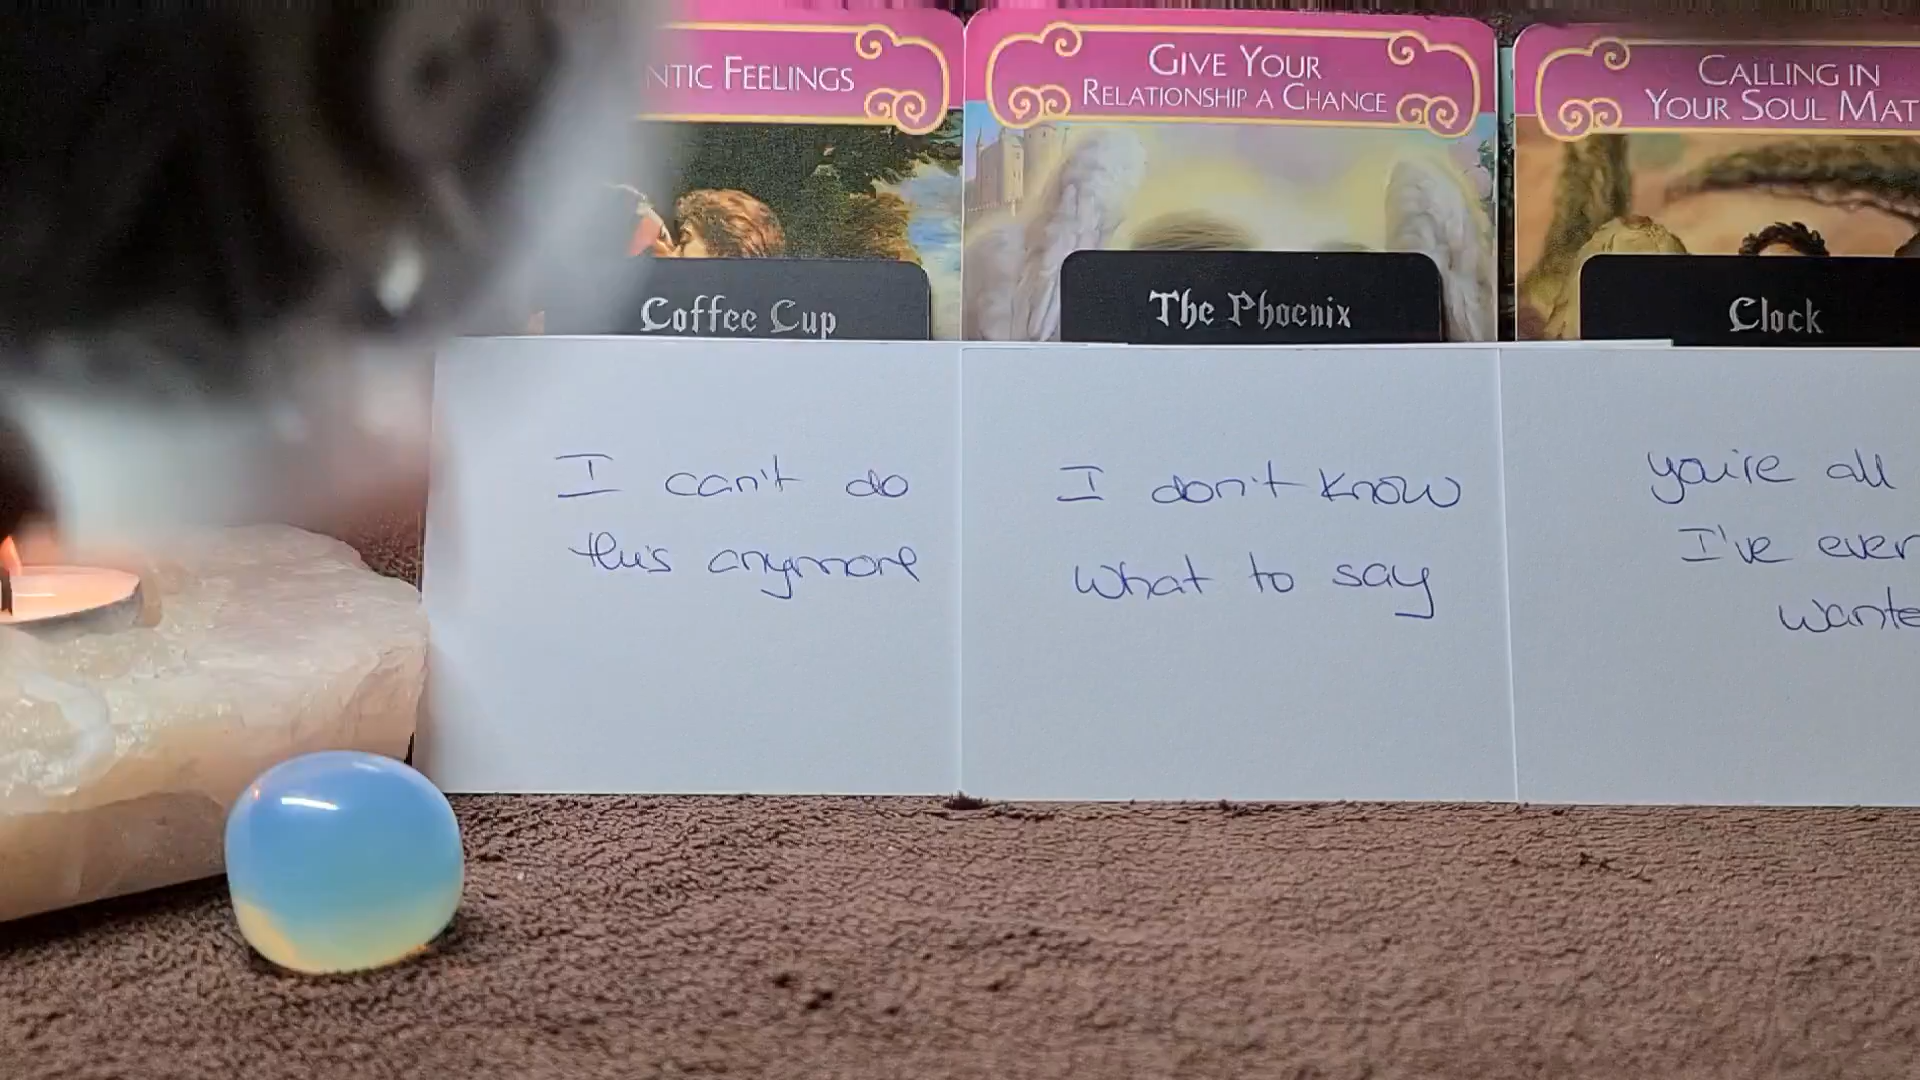 NTIC FEELINGS
GIVE YOUR
RELATIONSHIP A CHANCE
CALLING IN
YOUR SOUL MAT
Coffee Cup
The Phoenix
Clock
I can't do
this anymore
I don't know
what to say
you're all
I've ever
wante